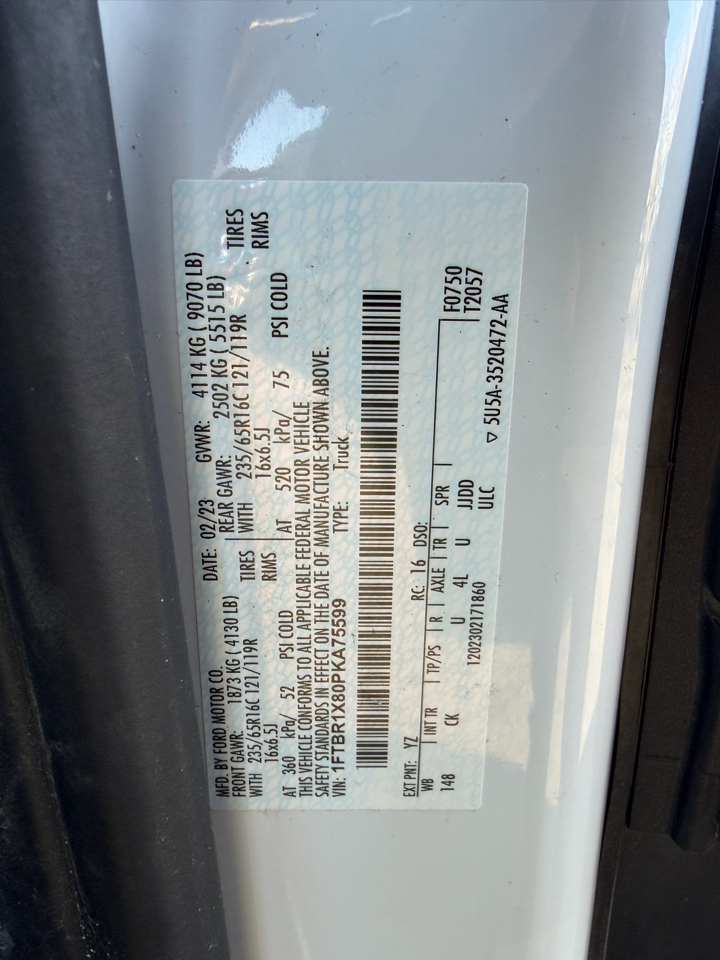 MFD. BY FORD MOTOR CO. DATE: 02/23 GVWR: 4114 KG ( 9070 LB)
FRONT GAWR: 1873 KG ( 4130 LB) REAR GAWR: 2502 KG ( 5515 LB)
WITH 235/65R16C 121/119R TIRES WITH 235/65R16C 121/119R TIRES
16x6.5J RIMS 16x6.5J RIMS
AT 360 kPa/ 52 PSI COLD AT 520 kPa/ 75 PSI COLD
THIS VEHICLE CONFORMS TO ALL APPLICABLE FEDERAL MOTOR VEHICLE
SAFETY STANDARDS IN EFFECT ON THE DATE OF MANUFACTURE SHOWN ABOVE.
VIN: 1FTBR1X80PKA75599 TYPE: Truck
EXT PNT: YZ RC: 16 DSO: F0750
WB INT TR TP/PS R AXLE TR SPR T2057
148 CK U 4L U JJDD
12023021711860 ULC
▽ 5U5A-3520472-AA